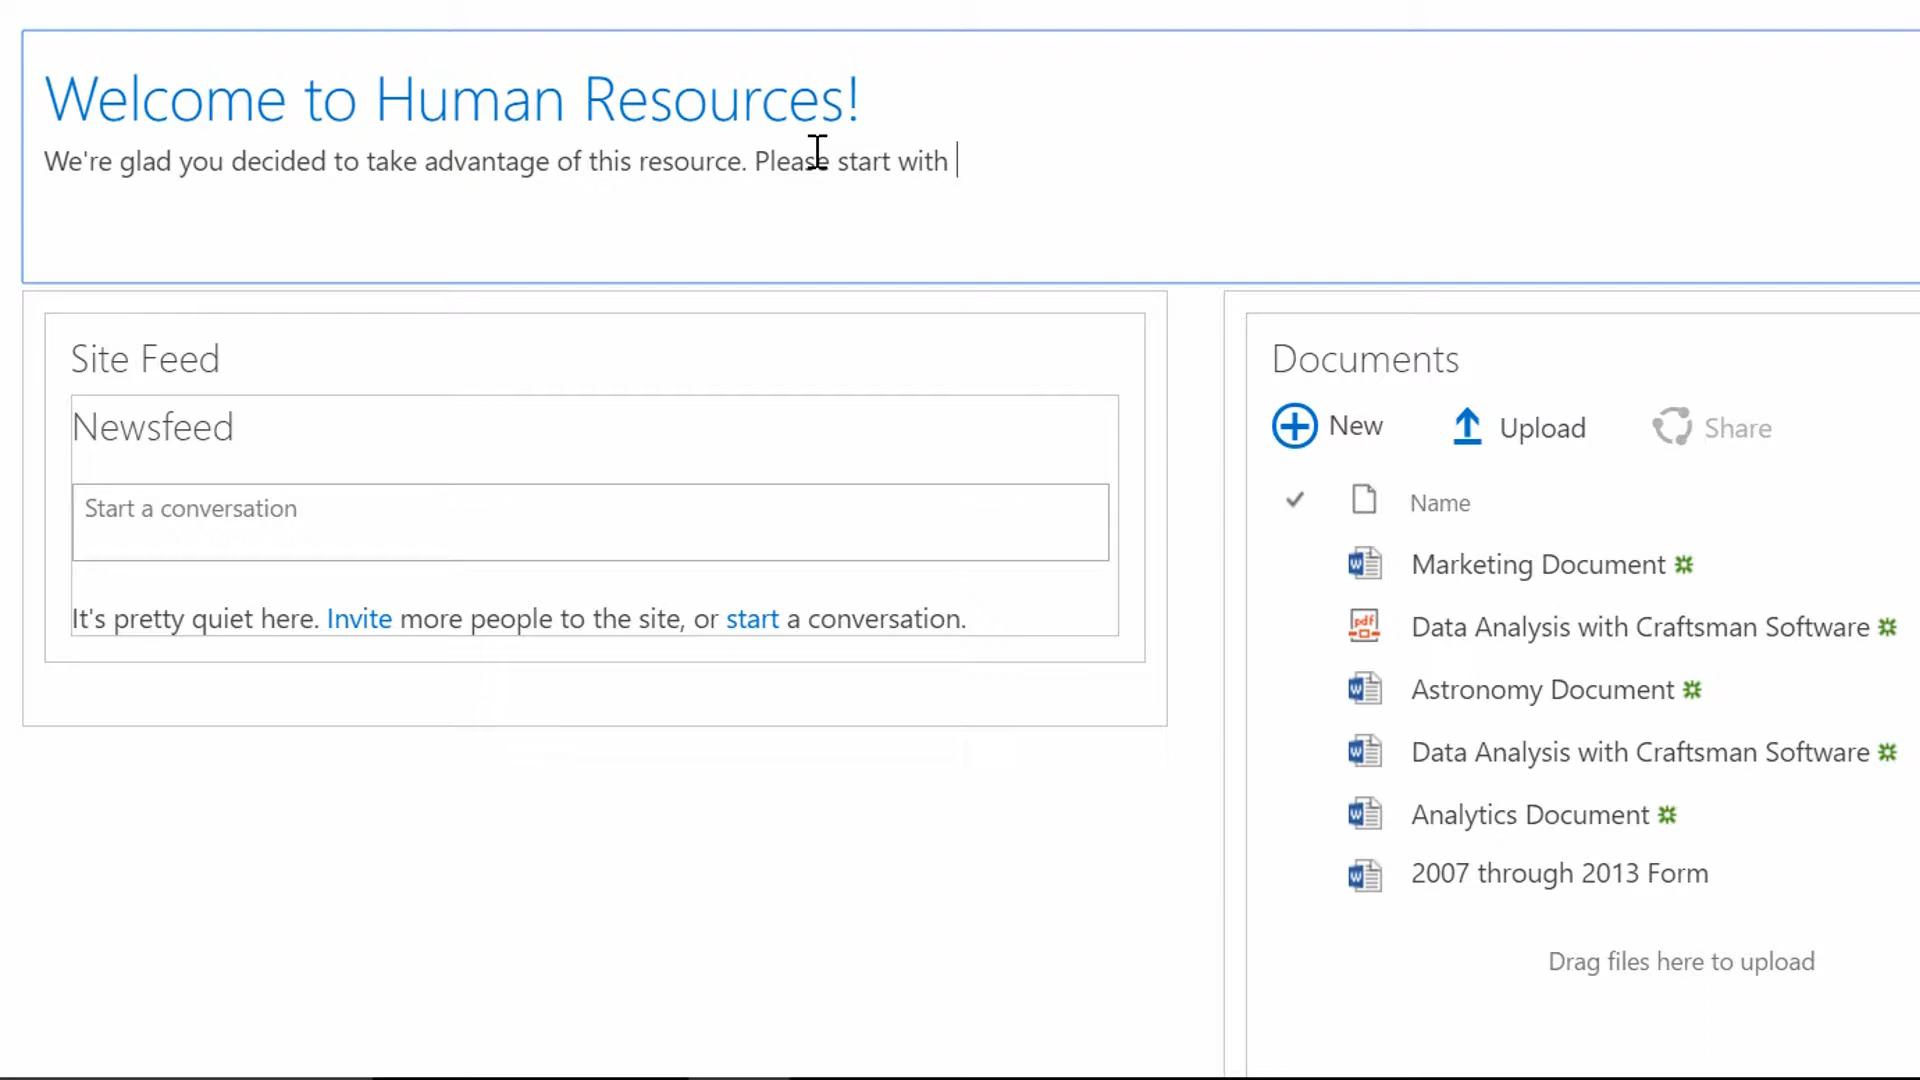 Welcome to Human Resources!
We're glad you decided to take advantage of this resource. Please start with
Site Feed
Newsfeed
Start a conversation
It's pretty quiet here. Invite more people to the site, or start a conversation.
Documents
New Upload Share
Name
Marketing Document
Data Analysis with Craftsman Software
Astronomy Document
Data Analysis with Craftsman Software
Analytics Document
2007 through 2013 Form
Drag files here to upload